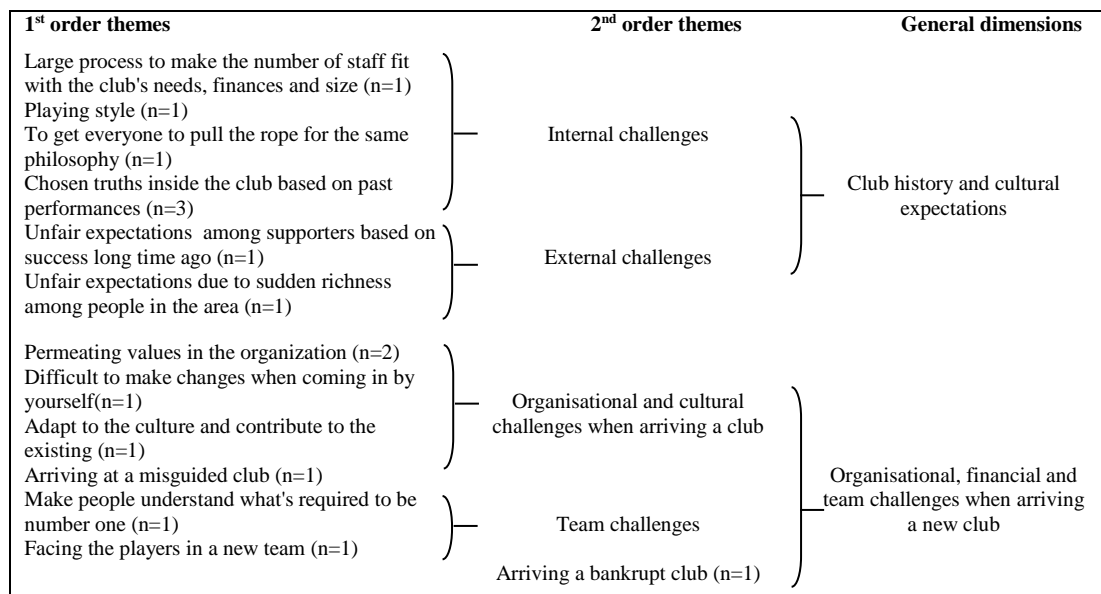 1st order themes 2nd order themes General dimensions
Large process to make the number of staff fit
with the club's needs, finances and size (n=1)
Playing style (n=1)
To get everyone to pull the rope for the same
philosophy (n=1)
Chosen truths inside the club based on past
performances (n=3)
Internal challenges
Unfair expectations among supporters based on
success long time ago (n=1)
Unfair expectations due to sudden richness
among people in the area (n=1)
External challenges
Club history and cultural
expectations
Permeating values in the organization (n=2)
Difficult to make changes when coming in by
yourself(n=1)
Adapt to the culture and contribute to the
existing (n=1)
Arriving at a misguided club (n=1)
Organisational and cultural
challenges when arriving a club
Make people understand what's required to be
number one (n=1)
Facing the players in a new team (n=1)
Team challenges
Arriving a bankrupt club (n=1)
Organisational, financial and
team challenges when arriving
a new club